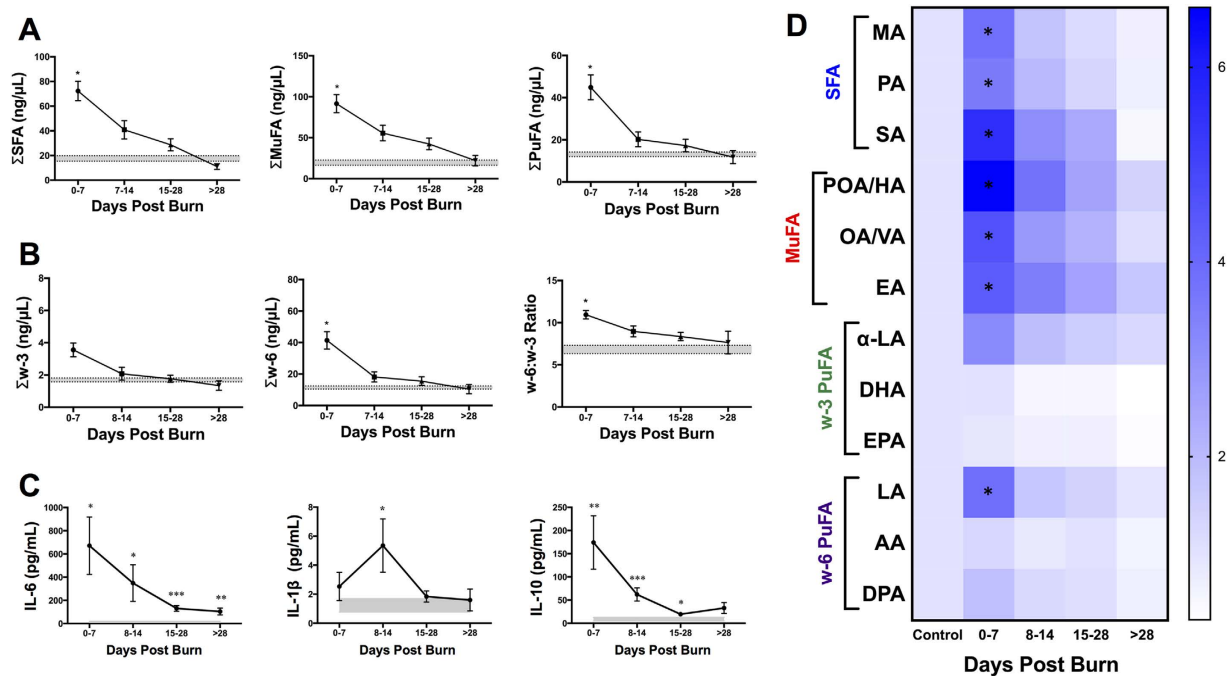 A
ΣSFA (ng/μL)
100
80
60
40
20
0
*
0-7
7-14
15-28
>28
Days Post Burn
ΣMuFA (ng/μL)
150
100
50
0
*
0-7
7-14
15-28
>28
Days Post Burn
ΣPuFA (ng/μL)
60
40
20
0
*
0-7
7-14
15-28
>28
Days Post Burn
B
Σw-3 (ng/μL)
8
6
4
2
0
0-7
8-14
15-28
>28
Days Post Burn
Σw-6 (ng/μL)
80
60
40
20
0
*
0-7
7-14
15-28
>28
Days Post Burn
w-6:w-3 Ratio
15
10
5
0
*
0-7
7-14
15-28
>28
Days Post Burn
C
IL-6 (pg/mL)
1000
800
600
400
200
0
*
*
***
**
0-7
8-14
15-28
>28
Days Post Burn
IL-1β (pg/mL)
8
6
4
2
0
*
0-7
8-14
15-28
>28
Days Post Burn
IL-10 (pg/mL)
250
200
150
100
50
0
**
***
*
0-7
8-14
15-28
>28
Days Post Burn
D
SFA
MA *
PA *
SA *
MuFA
POA/HA *
OA/VA *
EA *
w-3 PuFA
α-LA
DHA
EPA
w-6 PuFA
LA *
AA
DPA
Control 0-7 8-14 15-28 >28
Days Post Burn
6
4
2